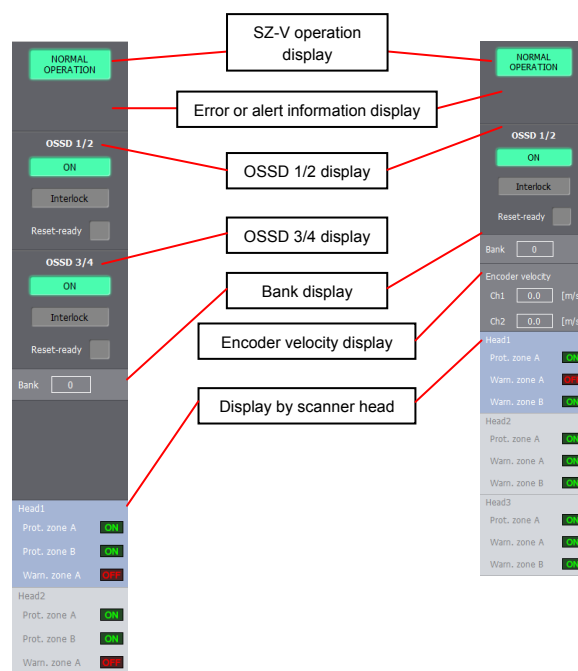 NORMAL
OPERATION
OSSD 1/2
ON
Interlock
Reset-ready
OSSD 3/4
ON
Interlock
Reset-ready
Bank 0
Head1
Prot. zone A ON
Prot. zone B ON
Warn. zone A OFF
Head2
Prot. zone A ON
Prot. zone B ON
Warn. zone A OFF
SZ-V operation
display
Error or alert information display
OSSD 1/2 display
OSSD 3/4 display
Bank display
Encoder velocity display
Display by scanner head
NORMAL
OPERATION
OSSD 1/2
ON
Interlock
Reset-ready
Bank 0
Encoder velocity
Ch1 0.0 [m/s
Ch2 0.0 [m/s
Head1
Prot. zone A ON
Warn. zone A OFF
Warn. zone B ON
Head2
Prot. zone A ON
Warn. zone A ON
Warn. zone B ON
Head3
Prot. zone A ON
Warn. zone A ON
Warn. zone B ON